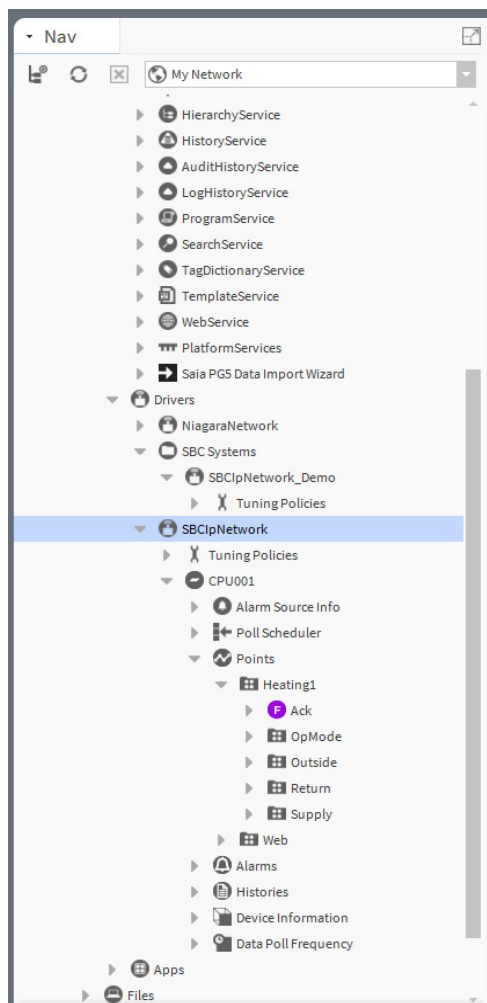 Nav
My Network
HierarchyService
HistoryService
AuditHistoryService
LogHistoryService
ProgramService
SearchService
TagDictionaryService
TemplateService
WebService
PlatformServices
Saia PG5 Data Import Wizard
Drivers
NiagaraNetwork
SBC Systems
SBCIpNetwork_Demo
Tuning Policies
SBCIpNetwork
Tuning Policies
CPU001
Alarm Source Info
Poll Scheduler
Points
Heating1
F Ack
OpMode
Outside
Return
Supply
Web
Alarms
Histories
Device Information
Data Poll Frequency
Apps
Files